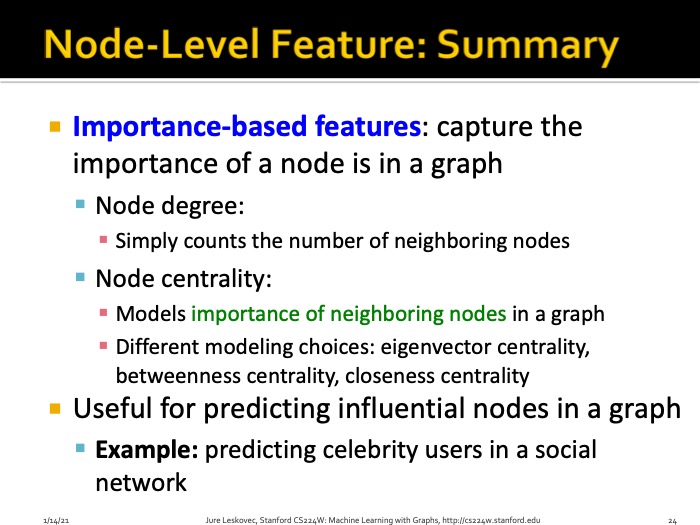 Node-Level Feature: Summary
Importance-based features: capture the
importance of a node is in a graph
Node degree:
Simply counts the number of neighboring nodes
Node centrality:
Models importance of neighboring nodes in a graph
Different modeling choices: eigenvector centrality,
betweenness centrality, closeness centrality
Useful for predicting influential nodes in a graph
Example: predicting celebrity users in a social
network
1/14/21
Jure Leskovec, Stanford CS224W: Machine Learning with Graphs, http://cs224w.stanford.edu
24